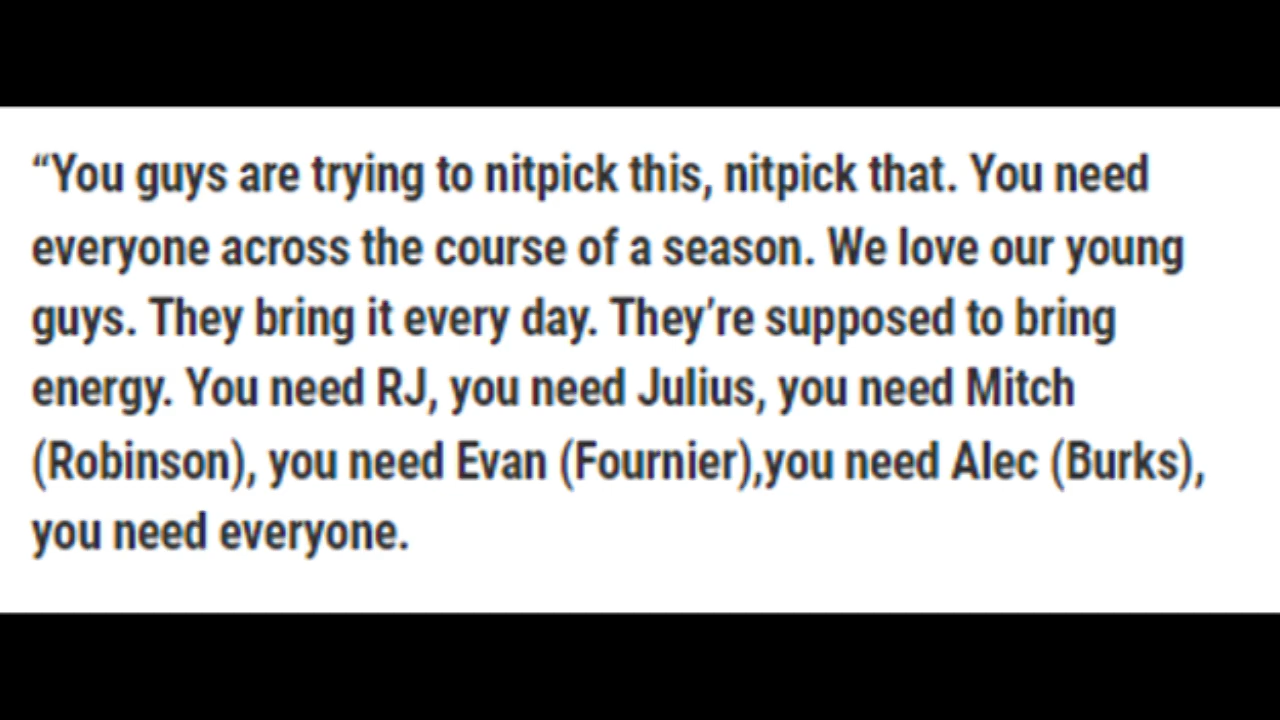 “You guys are trying to nitpick this, nitpick that. You need
everyone across the course of a season. We love our young
guys. They bring it every day. They’re supposed to bring
energy. You need RJ, you need Julius, you need Mitch
(Robinson), you need Evan (Fournier),you need Alec (Burks),
you need everyone.